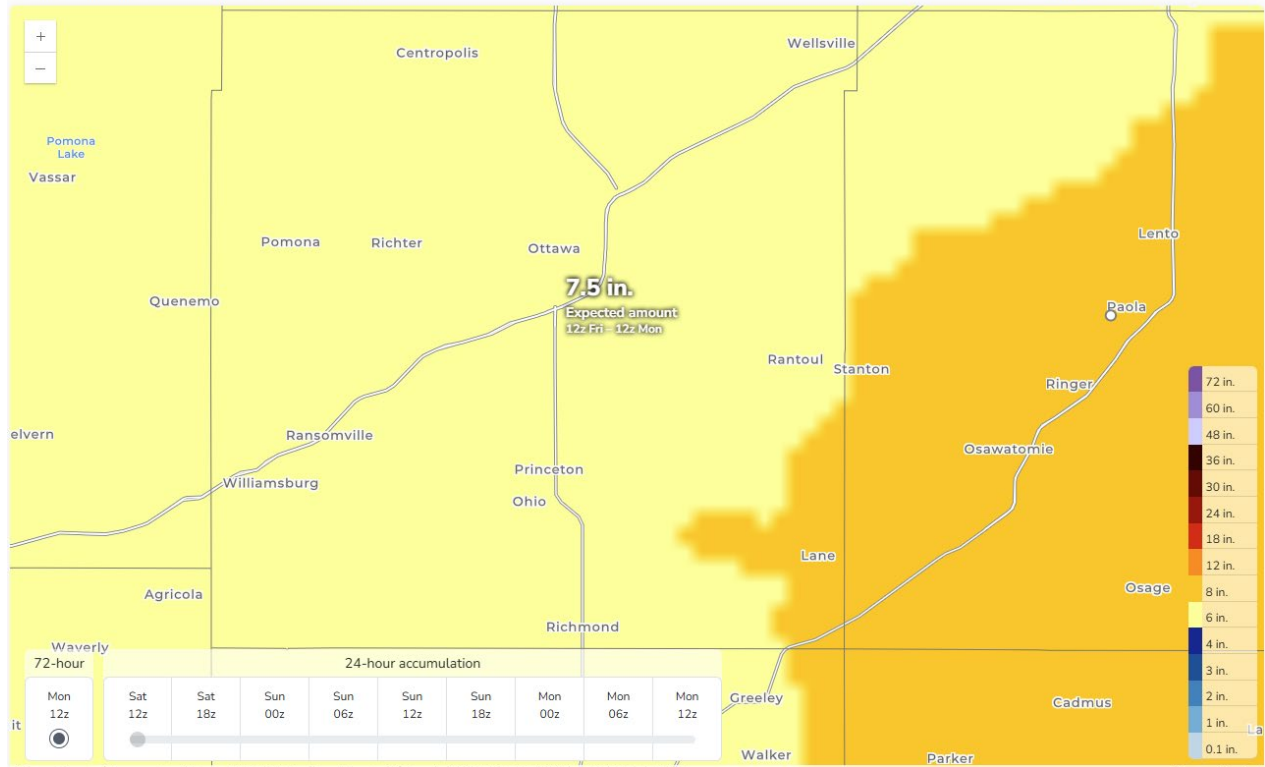 +
−
Centropolis
Wellsville
Pomona
Lake
Vassar
Pomona
Richter
Ottawa
Lento
7.5 in.
Expected amount
12z Fri – 12z Mon
Quenemo
Paola
Rantoul
Stanton
Ringer
elvern
Ransomville
Osawatomie
Williamsburg
Princeton
Ohio
Lane
Agricola
Osage
Richmond
Waverly
Greeley
Cadmus
it
Walker
Parker
La
72-hour
Mon
12z
24-hour accumulation
Sat
12z
Sat
18z
Sun
00z
Sun
06z
Sun
12z
Sun
18z
Mon
00z
Mon
06z
Mon
12z
72 in.
60 in.
48 in.
36 in.
30 in.
24 in.
18 in.
12 in.
8 in.
6 in.
4 in.
3 in.
2 in.
1 in.
0.1 in.